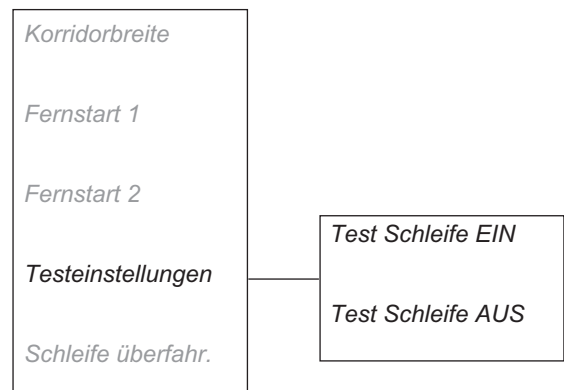 Korridorbreite
Fernstart 1
Fernstart 2
Testeinstellungen
Schleife überfahr.
Test Schleife EIN
Test Schleife AUS